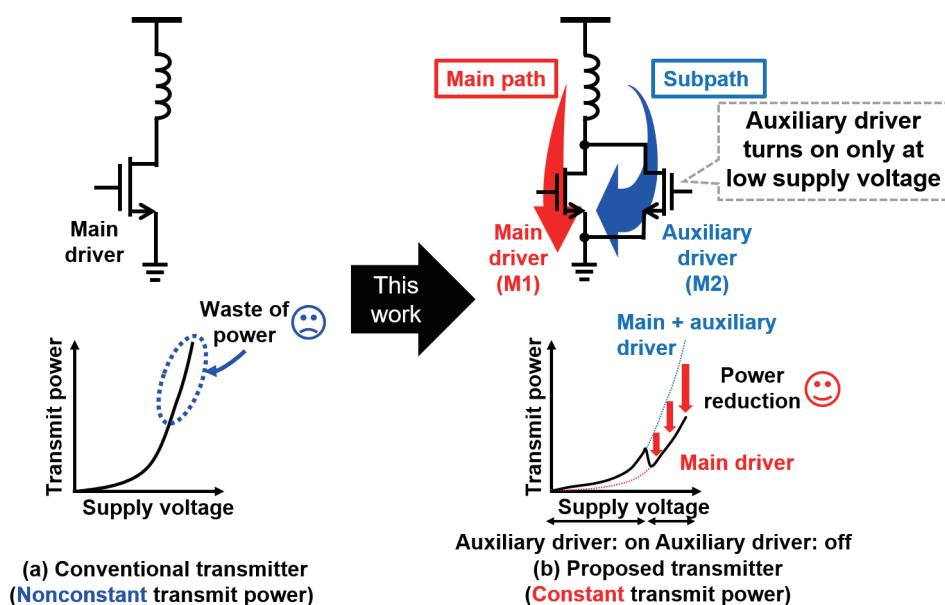 Main
driver
Waste of
power
Transmit power
Supply voltage
(a) Conventional transmitter
(Nonconstant transmit power)
This
work
Main path
Subpath
Auxiliary driver
turns on only at
low supply voltage
Main
driver
(M1)
Auxiliary
driver
(M2)
Main + auxiliary
driver
Power
reduction
Main driver
Transmit power
Supply voltage
Auxiliary driver: on Auxiliary driver: off
(b) Proposed transmitter
(Constant transmit power)